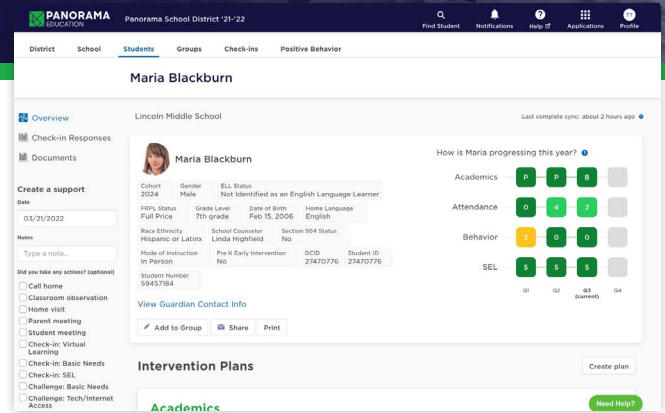 PANORAMA EDUCATION
Panorama School District '21-'22
Find Student
Notifications
Help
Applications
TT
Profile
District School Students Groups Check-ins Positive Behavior
Maria Blackburn
Overview
Check-in Responses
Documents
Create a support
Date
03/21/2022
Notes
Type a note...
Did you take any actions? (optional)
Call home
Classroom observation
Home visit
Parent meeting
Student meeting
Check-in: Virtual Learning
Check-in: Basic Needs
Check-in: SEL
Challenge: Basic Needs
Challenge: Tech/Internet Access
Lincoln Middle School
Last complete sync: about 2 hours ago
Maria Blackburn
Cohort 2024
Gender Male
ELL Status Not Identified as an English Language Learner
FRPL Status Full Price
Grade Level 7th grade
Date of Birth Feb 15, 2006
Home Language English
Race Ethnicity Hispanic or Latinx
School Counselor Linda Highfield
Section 504 Status No
Mode of Instruction In Person
Pre K Early Intervention No
DCID 27470776
Student ID 27470776
Student Number 59457184
View Guardian Contact Info
Add to Group
Share
Print
How is Maria progressing this year?
Academics P P B
Attendance 0 4 2
Behavior 2 0 0
SEL 5 5 5
Q1 Q2 Q3 (current) Q4
Intervention Plans
Create plan
Academics
Need Help?